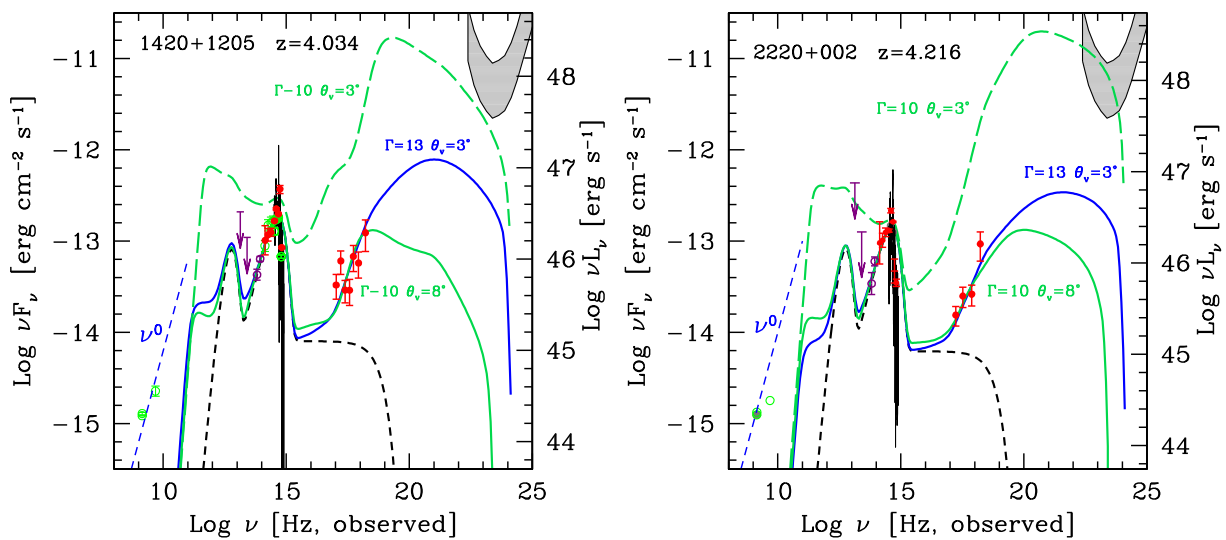 1420+1205 z=4.034
Γ−10 θv=3°
Γ=13 θv=3°
Γ−10 θv=8°
ν⁰
−11
−12
−13
−14
−15
48
47
46
45
44
10
15
20
25
Log νFν [erg cm−2 s−1]
Log νLν [erg s−1]
Log ν [Hz, observed]
2220+002 z=4.216
Γ=10 θv=3°
Γ=13 θv=3°
Γ=10 θv=8°
ν⁰
−11
−12
−13
−14
−15
48
47
46
45
44
10
15
20
25
Log νFν [erg cm−2 s−1]
Log νLν [erg s−1]
Log ν [Hz, observed]